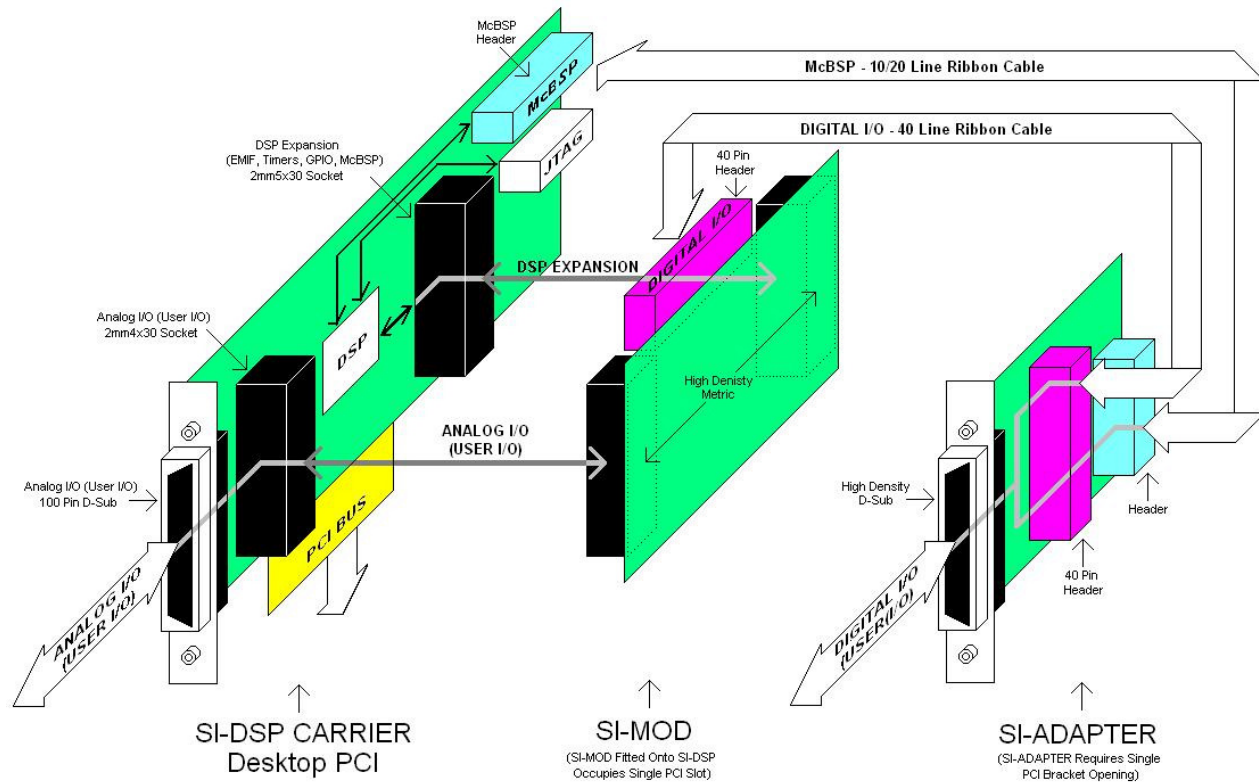 McBSP
Header
McBSP
JTAG
McBSP - 10/20 Line Ribbon Cable
DIGITAL I/O - 40 Line Ribbon Cable
DSP Expansion
(EMIF, Timers, GPIO, McBSP)
2mm5x30 Socket
40 Pin
Header
DIGITAL I/O
DSP EXPANSION
Analog I/O (User I/O)
2mm4x30 Socket
DSP
High Denisty
Metric
ANALOG I/O
(USER I/O)
Analog I/O (User I/O)
100 Pin D-Sub
PCI BUS
High Density
D-Sub
Header
40 Pin
Header
ANALOG I/O
(USER I/O)
DIGITAL I/O
(USER(I/O)
SI-DSP CARRIER
Desktop PCI
SI-MOD
(SI-MOD Fitted Onto SI-DSP
Occupies Single PCI Slot)
SI-ADAPTER
(SI-ADAPTER Requires Single
PCI Bracket Opening)